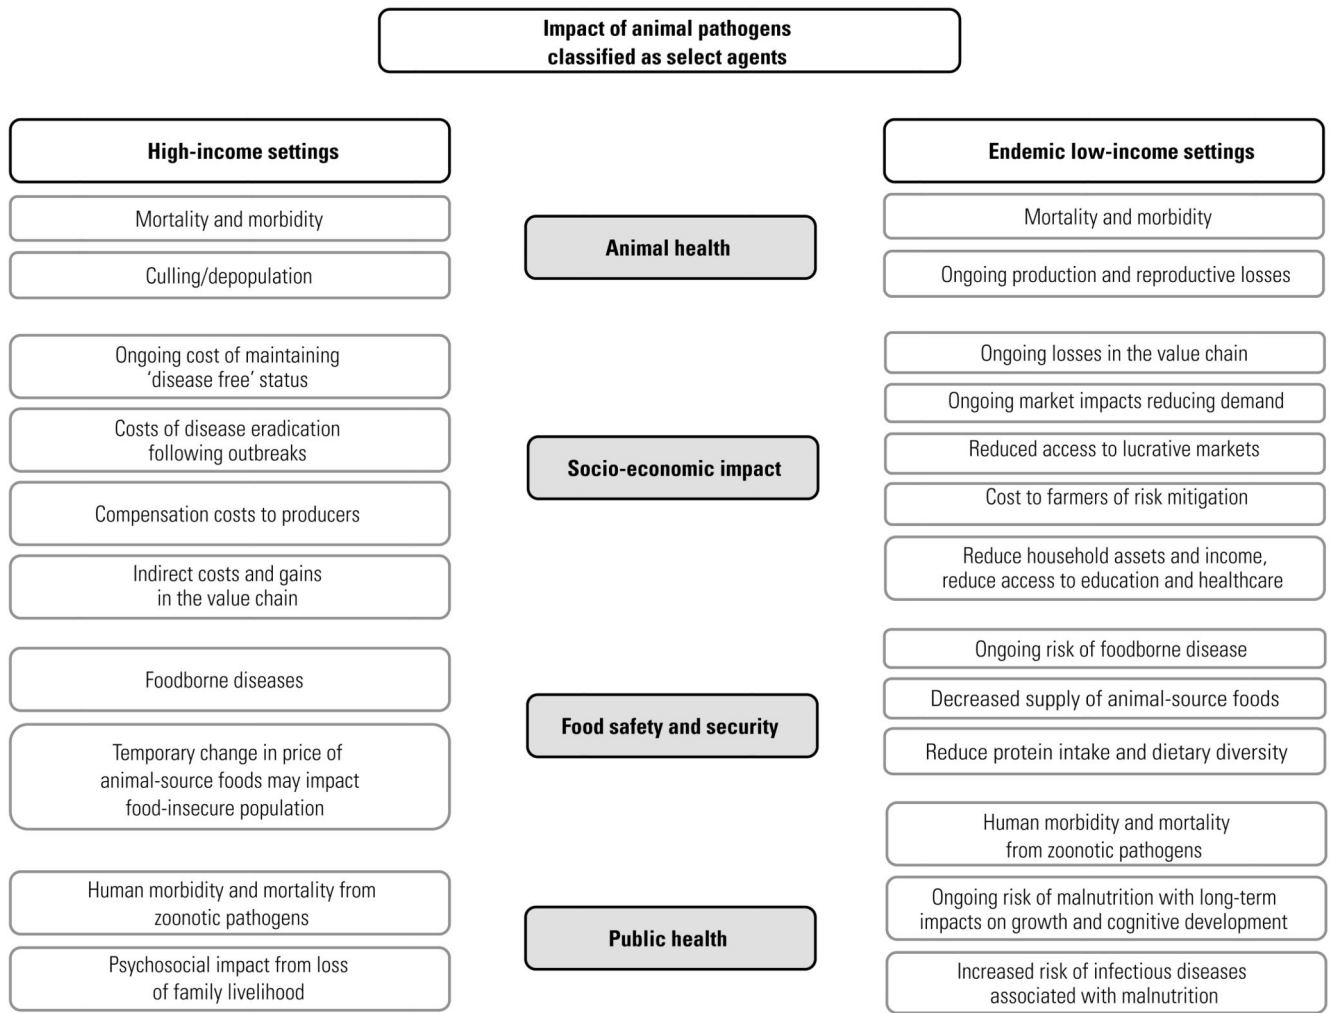 Impact of animal pathogens
classified as select agents
High-income settings
Mortality and morbidity
Culling/depopulation
Ongoing cost of maintaining
‘disease free’ status
Costs of disease eradication
following outbreaks
Compensation costs to producers
Indirect costs and gains
in the value chain
Foodborne diseases
Temporary change in price of
animal-source foods may impact
food-insecure population
Human morbidity and mortality from
zoonotic pathogens
Psychosocial impact from loss
of family livelihood
Animal health
Socio-economic impact
Food safety and security
Public health
Endemic low-income settings
Mortality and morbidity
Ongoing production and reproductive losses
Ongoing losses in the value chain
Ongoing market impacts reducing demand
Reduced access to lucrative markets
Cost to farmers of risk mitigation
Reduce household assets and income,
reduce access to education and healthcare
Ongoing risk of foodborne disease
Decreased supply of animal-source foods
Reduce protein intake and dietary diversity
Human morbidity and mortality
from zoonotic pathogens
Ongoing risk of malnutrition with long-term
impacts on growth and cognitive development
Increased risk of infectious diseases
associated with malnutrition